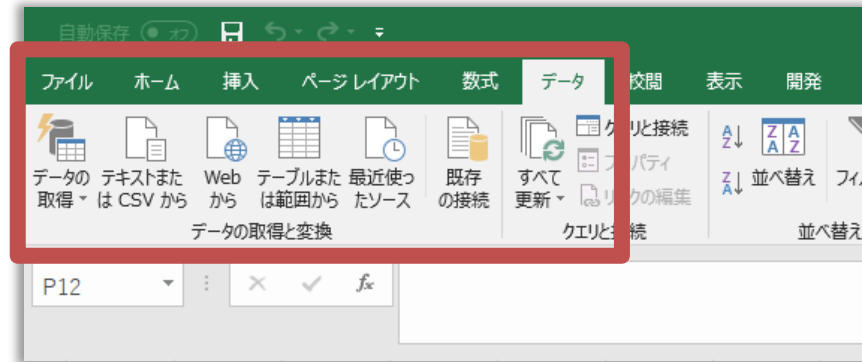 自動保存 オフ
ファイル ホーム 挿入 ページ レイアウト 数式 データ 校閲 表示 開発
データの取得 テキストまたは CSV から Web から テーブルまたは範囲から 最近使ったソース 既存の接続 すべて更新 クエリと接続 プロパティ リンクの編集 並べ替え
データの取得と変換 クエリと接続 並べ替え
P12 fx